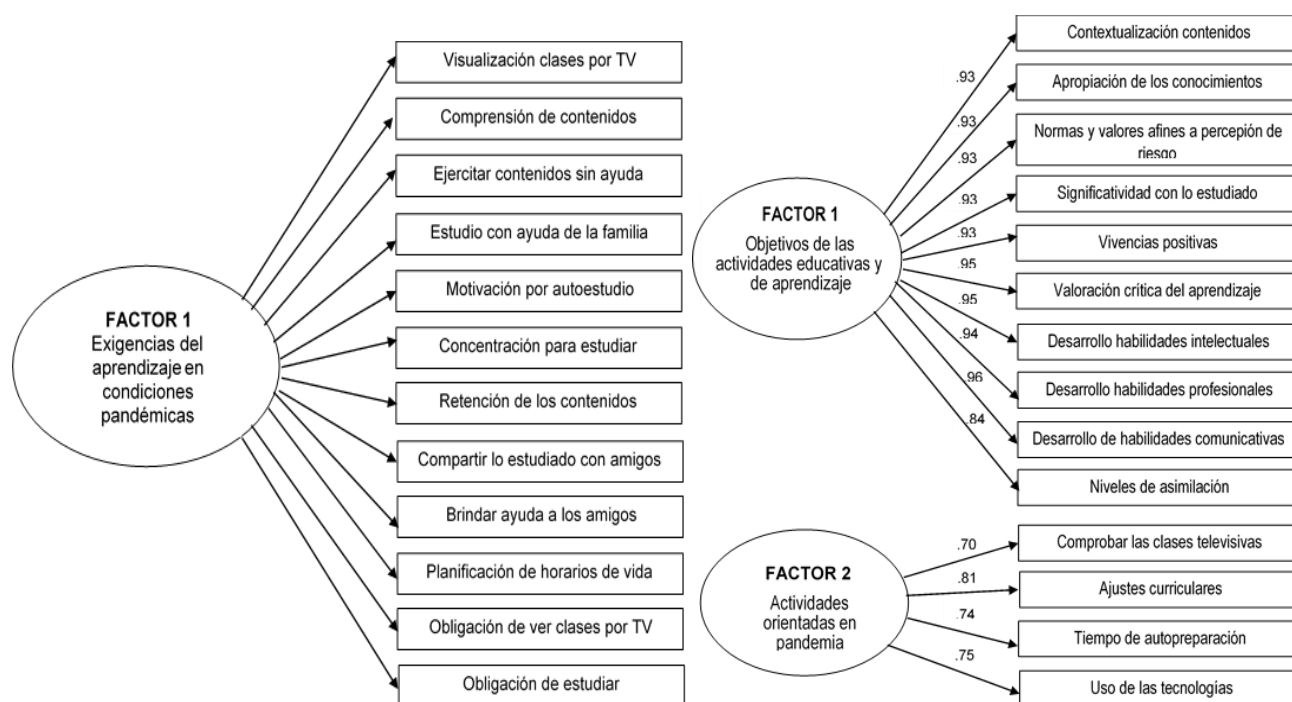 FACTOR 1
Exigencias del
aprendizaje en
condiciones
pandémicas
Visualización clases por TV
Comprensión de contenidos
Ejercitar contenidos sin ayuda
Estudio con ayuda de la familia
Motivación por autoestudio
Concentración para estudiar
Retención de los contenidos
Compartir lo estudiado con amigos
Brindar ayuda a los amigos
Planificación de horarios de vida
Obligación de ver clases por TV
Obligación de estudiar
FACTOR 1
Objetivos de las
actividades educativas y
de aprendizaje
.93
.93
.93
.93
.93
.95
.95
.94
.96
.84
Contextualización contenidos
Apropiación de los conocimientos
Normas y valores afines a percepción de
riesgo
Significatividad con lo estudiado
Vivencias positivas
Valoración crítica del aprendizaje
Desarrollo habilidades intelectuales
Desarrollo habilidades profesionales
Desarrollo de habilidades comunicativas
Niveles de asimilación
FACTOR 2
Actividades
orientadas en
pandemia
.70
.81
.74
.75
Comprobar las clases televisivas
Ajustes curriculares
Tiempo de autopreparación
Uso de las tecnologías